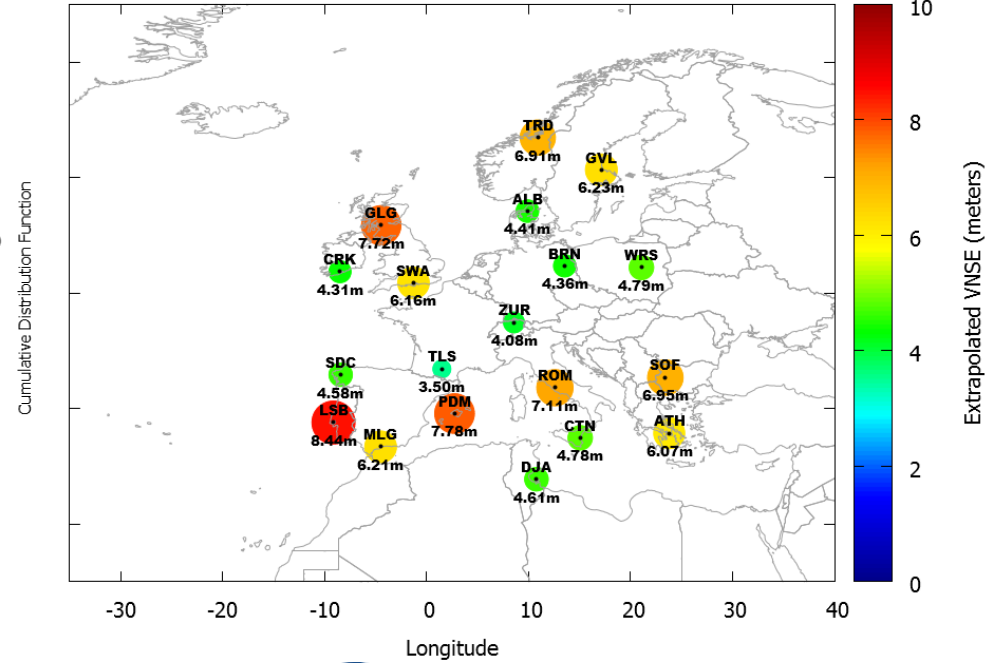 10
8
6
4
2
0
Extrapolated VNSE (meters)
Cumulative Distribution Function
TRD
6.91m
GVL
6.23m
ALB
4.41m
GLG
7.72m
CRK
4.31m
SWA
6.16m
BRN
4.36m
WRS
4.79m
ZUR
4.08m
TLS
3.50m
SDC
4.58m
LSB
8.44m
PDM
7.78m
MLG
6.21m
ROM
7.11m
SOF
6.95m
ATH
6.07m
CTN
4.78m
DJA
4.61m
-30 -20 -10 0 10 20 30 40
Longitude